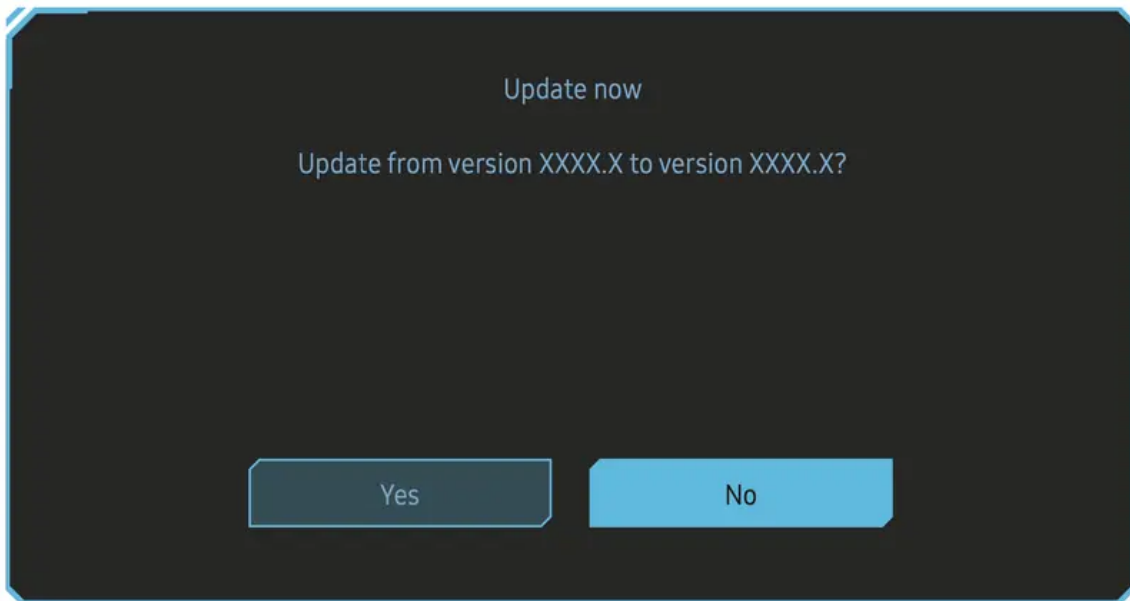 Update now
Update from version XXXX.X to version XXXX.X?
Yes
No